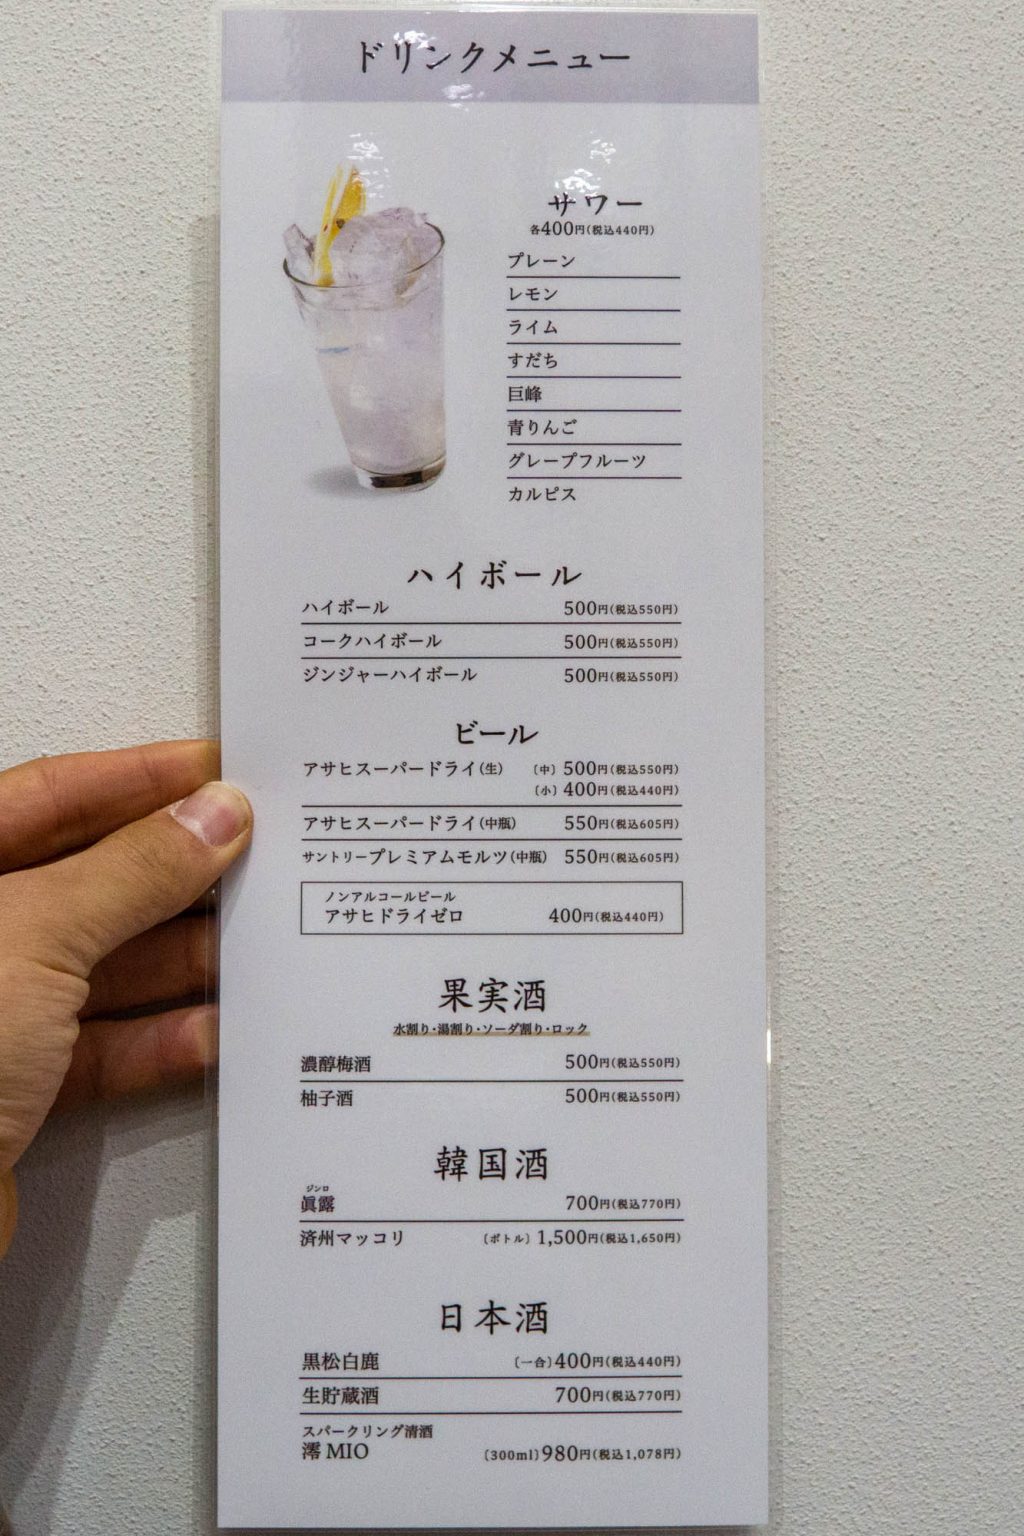 ドリンクメニュー
サワー
各400円(税込440円)
プレーン
レモン
ライム
すだち
巨峰
青りんご
グレープフルーツ
カルピス
ハイボール
ハイボール 500円(税込550円)
コークハイボール 500円(税込550円)
ジンジャーハイボール 500円(税込550円)
ビール
アサヒスーパードライ(生) 〔中〕500円(税込550円)
〔小〕400円(税込440円)
アサヒスーパードライ(中瓶) 550円(税込605円)
サントリープレミアムモルツ(中瓶) 550円(税込605円)
ノンアルコールビール
アサヒドライゼロ 400円(税込440円)
果実酒
水割り・湯割り・ソーダ割り・ロック
濃醇梅酒 500円(税込550円)
柚子酒 500円(税込550円)
韓国酒
ジンロ
眞露 700円(税込770円)
済州マッコリ 〔ボトル〕1,500円(税込1,650円)
日本酒
黒松白鹿 〔一合〕400円(税込440円)
生貯蔵酒 700円(税込770円)
スパークリング清酒
澪 MIO 〔300ml〕980円(税込1,078円)